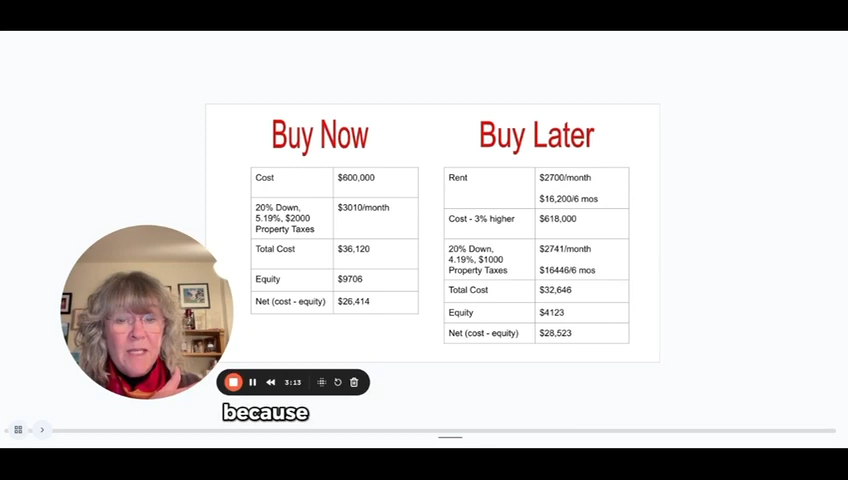 Buy Now
Cost $600,000
20% Down, $3010/month
5.19%, $2000
Property Taxes
Total Cost $36,120
Equity $9706
Net (cost - equity) $26,414
Buy Later
Rent $2700/month
$16,200/6 mos
Cost - 3% higher $618,000
20% Down, $2741/month
4.19%, $1000
Property Taxes $16446/6 mos
Total Cost $32,646
Equity $4123
Net (cost - equity) $28,523
3:13
because